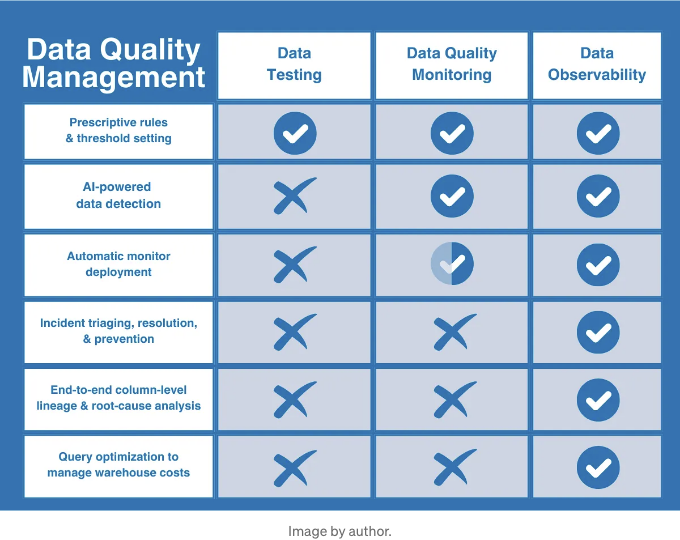 Data Quality
Management
Data
Testing
Data Quality
Monitoring
Data
Observability
Prescriptive rules
& threshold setting
AI-powered
data detection
Automatic monitor
deployment
Incident triaging, resolution,
& prevention
End-to-end column-level
lineage & root-cause analysis
Query optimization to
manage warehouse costs
Image by author.